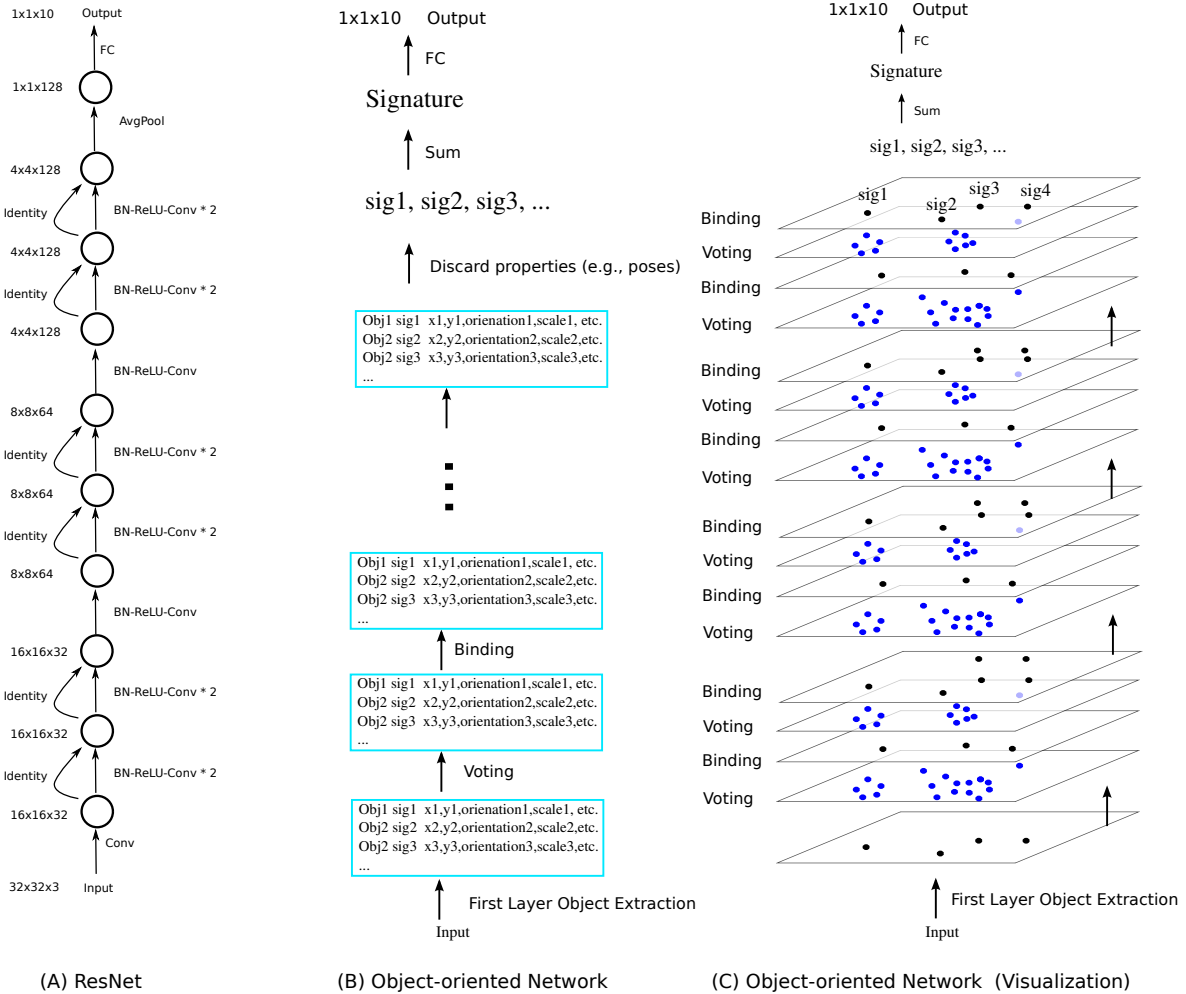 1x1x10 Output
FC
1x1x128
AvgPool
4x4x128
Identity BN-ReLU-Conv * 2
4x4x128
Identity BN-ReLU-Conv * 2
4x4x128
BN-ReLU-Conv
8x8x64
Identity BN-ReLU-Conv * 2
8x8x64
Identity BN-ReLU-Conv * 2
8x8x64
BN-ReLU-Conv
16x16x32
Identity BN-ReLU-Conv * 2
16x16x32
Identity BN-ReLU-Conv * 2
16x16x32
Conv
32x32x3 Input
(A) ResNet
1x1x10 Output
FC
Signature
Sum
sig1, sig2, sig3, ...
Discard properties (e.g., poses)
Obj1 sig1 x1,y1,orienation1,scale1, etc.
Obj2 sig2 x2,y2,orientation2,scale2,etc.
Obj2 sig3 x3,y3,orientation3,scale3,etc.
...
Obj1 sig1 x1,y1,orienation1,scale1, etc.
Obj2 sig2 x2,y2,orientation2,scale2,etc.
Obj2 sig3 x3,y3,orientation3,scale3,etc.
...
Binding
Obj1 sig1 x1,y1,orienation1,scale1, etc.
Obj2 sig2 x2,y2,orientation2,scale2,etc.
Obj2 sig3 x3,y3,orientation3,scale3,etc.
...
Voting
Obj1 sig1 x1,y1,orienation1,scale1, etc.
Obj2 sig2 x2,y2,orientation2,scale2,etc.
Obj2 sig3 x3,y3,orientation3,scale3,etc.
...
First Layer Object Extraction
Input
(B) Object-oriented Network
1x1x10 Output
FC
Signature
Sum
sig1, sig2, sig3, ...
sig1 sig2 sig3 sig4
Binding
Voting
Binding
Voting
Binding
Voting
Binding
Voting
Binding
Voting
Binding
Voting
Binding
Voting
Binding
Voting
First Layer Object Extraction
Input
(C) Object-oriented Network (Visualization)